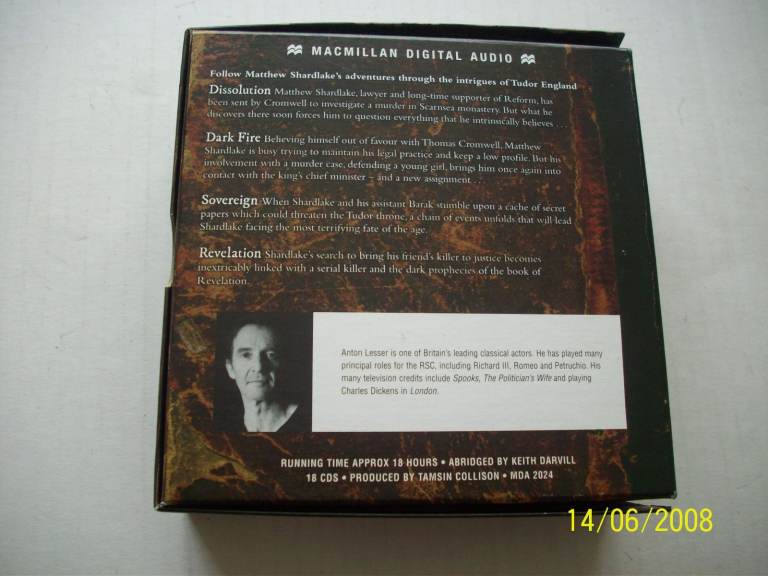 MACMILLAN DIGITAL AUDIO
Follow Matthew Shardlake's adventures through the intrigues of Tudor England
Dissolution Matthew Shardlake, lawyer and long-time supporter of Reform, has
been sent by Cromwell to investigate a murder in Scarnsea monastery. But what he
discovers there soon forces him to question everything that he intrinsically believes . . .
Dark Fire Believing himself out of favour with Thomas Cromwell, Matthew
Shardlake is busy trying to maintain his legal practice and keep a low profile. But his
involvement with a murder case, defending a young girl, brings him once again into
contact with the king's chief minister – and a new assignment . . .
Sovereign When Shardlake and his assistant Barak stumble upon a cache of secret
papers which could threaten the Tudor throne, a chain of events unfolds that will lead
Shardlake facing the most terrifying fate of the age.
Revelation Shardlake's search to bring his friend's killer to justice becomes
inextricably linked with a serial killer and the dark prophecies of the book of
Revelation.
Anton Lesser is one of Britain's leading classical actors. He has played many
principal roles for the RSC, including Richard III, Romeo and Petruchio. His
many television credits include Spooks, The Politician's Wife and playing
Charles Dickens in London.
RUNNING TIME APPROX 18 HOURS • ABRIDGED BY KEITH DARVILL
18 CDS • PRODUCED BY TAMSIN COLLISON • MDA 2024
14/06/2008